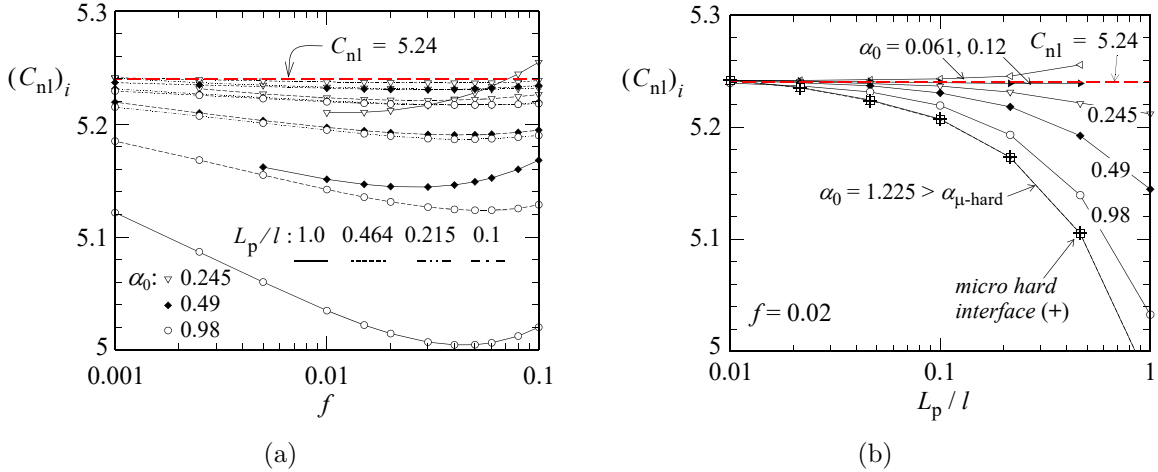 5.3
5.2
5.1
5
(C_nl)_i
C_nl = 5.24
L_p/l : 1.0 0.464 0.215 0.1
α_0: ▽ 0.245
◆ 0.49
○ 0.98
0.001 0.01 0.1
f
(a)
5.3
5.2
5.1
5
(C_nl)_i
α_0 = 0.061, 0.12
C_nl = 5.24
0.245
0.49
0.98
α_0 = 1.225 > α_μ-hard
micro hard
interface (+)
f = 0.02
0.01 0.1 1
L_p / l
(b)